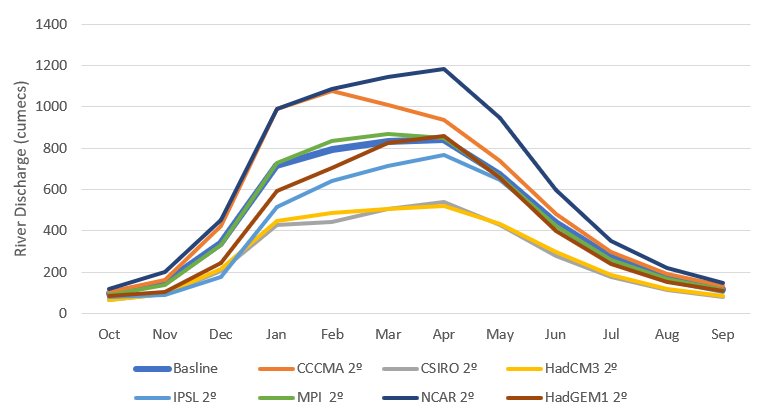 1400
1200
1000
800
600
400
200
0
River Discharge (cumecs)
Oct Nov Dec Jan Feb Mar Apr May Jun Jul Aug Sep
Basline CCCMA 2º CSIRO 2º HadCM3 2º
IPSL 2º MPI 2º NCAR 2º HadGEM1 2º